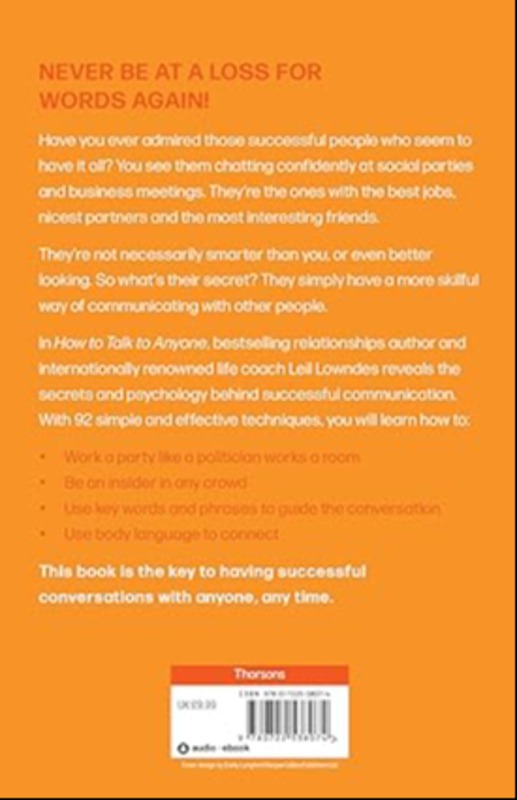 NEVER BE AT A LOSS FOR
WORDS AGAIN!
Have you ever admired those successful people who seem to
have it all? You see them chatting confidently at social parties
and business meetings. They're the ones with the best jobs,
nicest partners and the most interesting friends.
They're not necessarily smarter than you, or even better
looking. So what's their secret? They simply have a more skilful
way of communicating with other people.
In How to Talk to Anyone, bestselling relationships author and
internationally renowned life coach Leil Lowndes reveals the
secrets and psychology behind successful communication.
With 92 simple and effective techniques, you will learn how to:
• Work a party like a politician works a room
• Be an insider in any crowd
• Use key words and phrases to guide the conversation
• Use body language to connect
This book is the key to having successful
conversations with anyone, any time.
Thorsons
ISBN
UK £9.99
audio · ebook